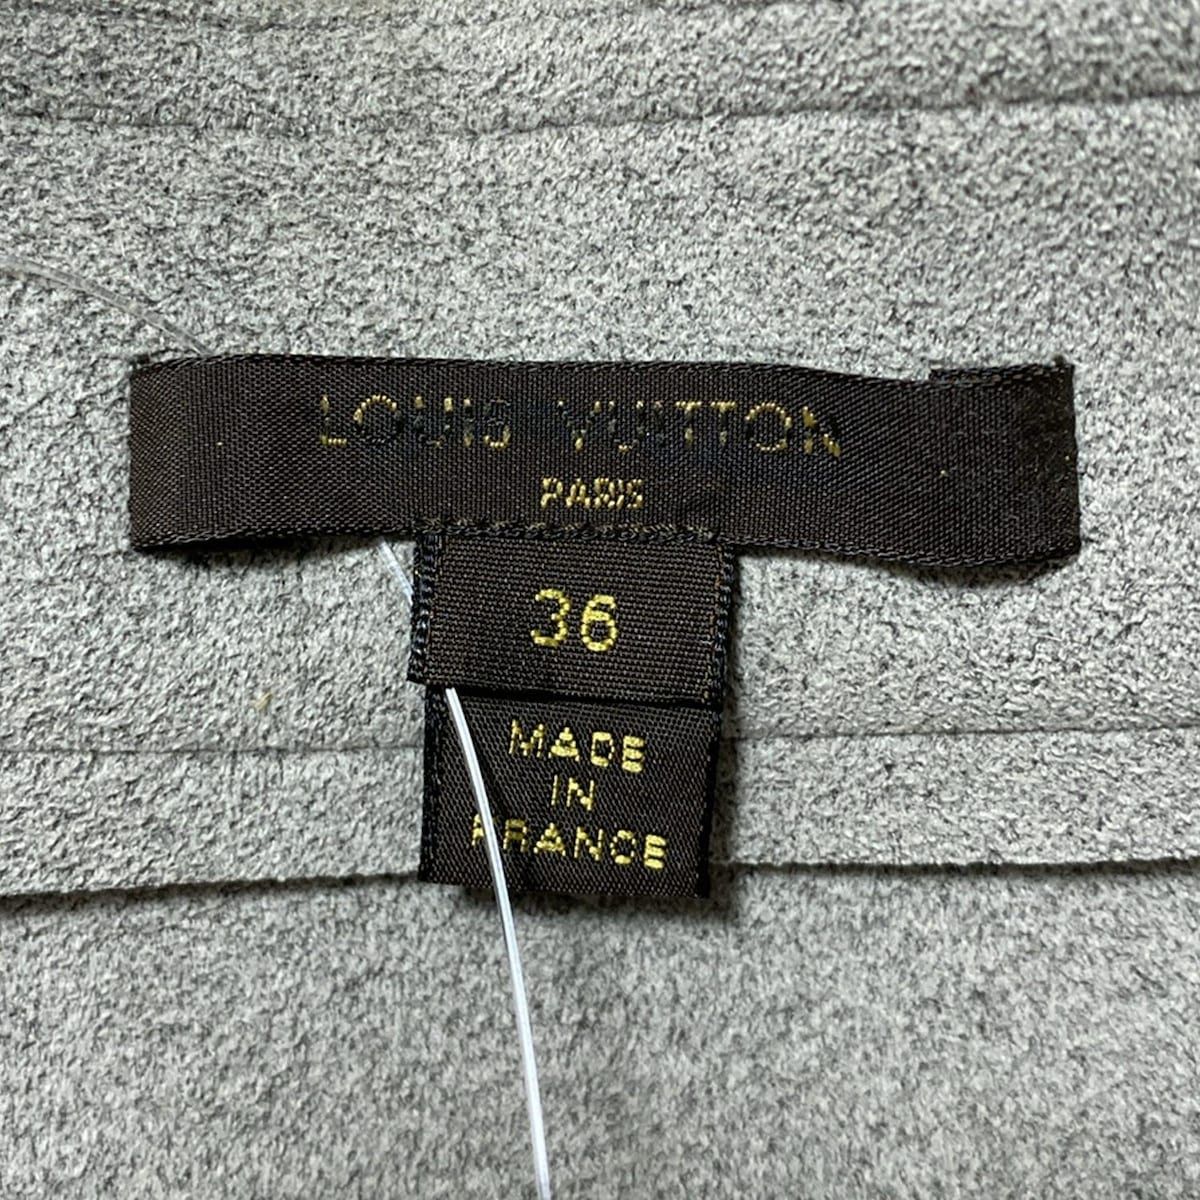 LOUIS VUITTON
PARIS
36
MADE
IN
FRANCE